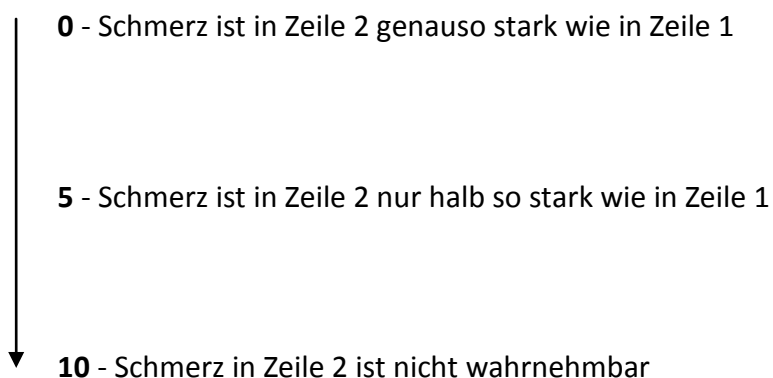 0 - Schmerz ist in Zeile 2 genauso stark wie in Zeile 1
5 - Schmerz ist in Zeile 2 nur halb so stark wie in Zeile 1
10 - Schmerz in Zeile 2 ist nicht wahrnehmbar